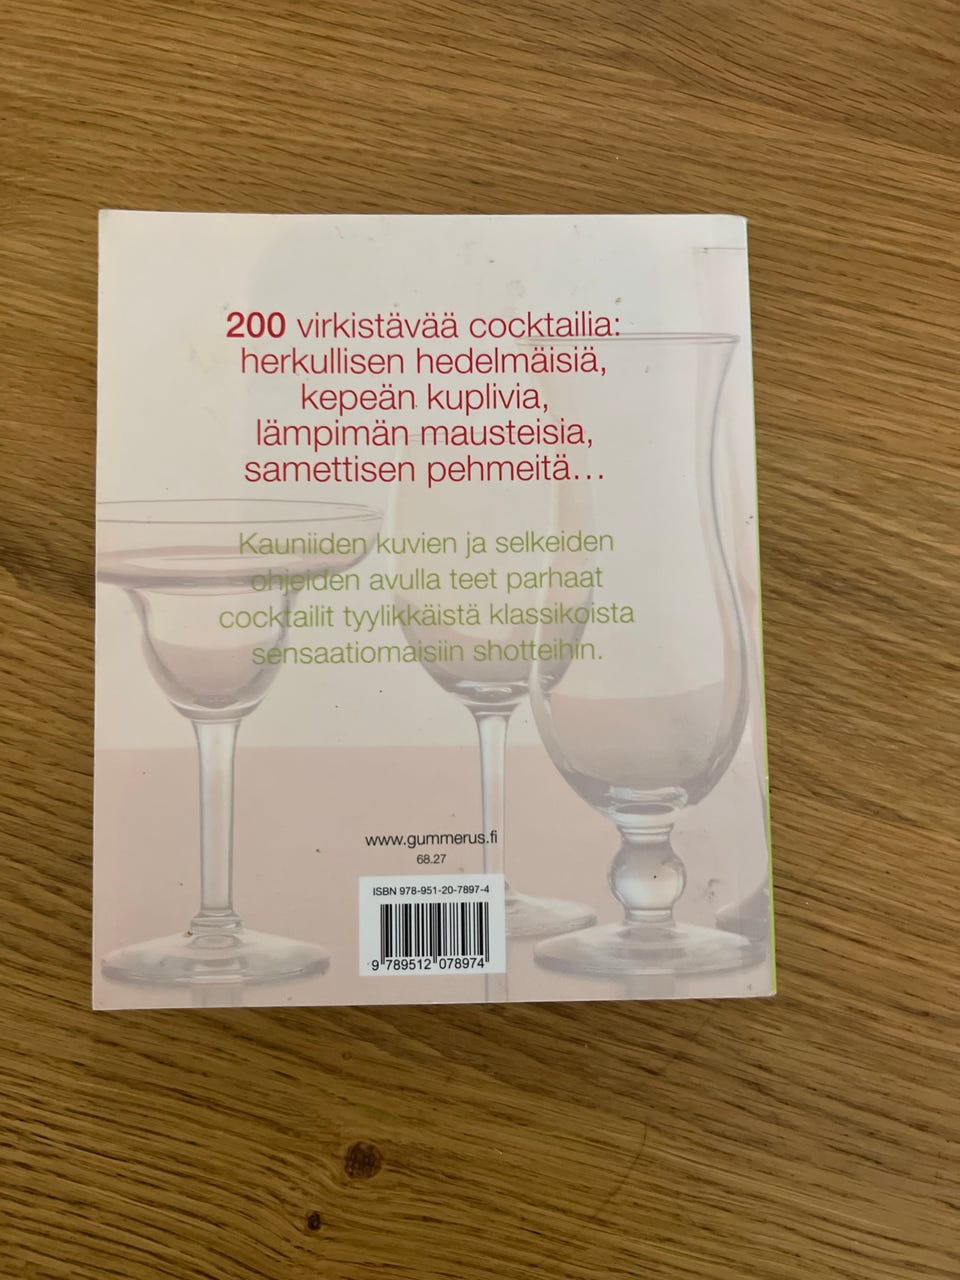 200 virkistävää cocktailia:
herkullisen hedelmäisiä,
kepeän kuplivia,
lämpimän mausteisia,
samettisen pehmeitä...
Kauniiden kuvien ja selkeiden
ohjeiden avulla teet parhaat
cocktailit tyylikkäistä klassikoista
sensaatiomaisiin shotteihin.
www.gummerus.fi
68.27
ISBN 978-951-20-7897-4
9 789512 078974